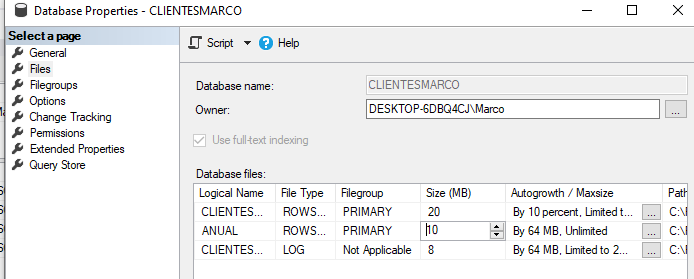 Database Properties - CLIENTESMARCO
Select a page
General
Files
Filegroups
Options
Change Tracking
Permissions
Extended Properties
Query Store
Script Help
Database name: CLIENTESMARCO
Owner: DESKTOP-6DBQ4CJ\Marco ...
Use full-text indexing
Database files:
Logical Name File Type Filegroup Size (MB) Autogrowth / Maxsize Path
CLIENTES... ROWS... PRIMARY 20 By 10 percent, Limited t... ... C:\
ANUAL ROWS... PRIMARY 10 By 64 MB, Unlimited ... C:\
CLIENTES... LOG Not Applicable 8 By 64 MB, Limited to 2... ... C:\